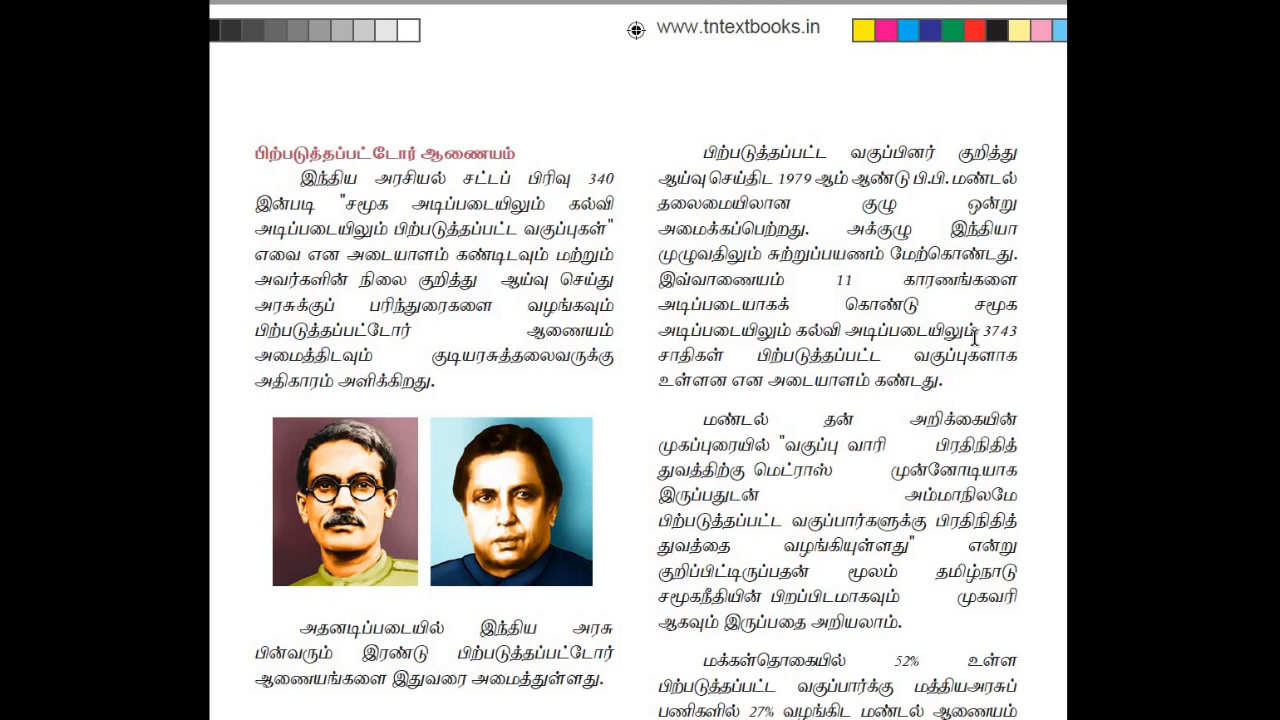 www.tntextbooks.in
பிற்படுத்தப்பட்டோர் ஆணையம்
இந்திய அரசியல் சட்டப் பிரிவு 340
இன்படி "சமூக அடிப்படையிலும் கல்வி
அடிப்படையிலும் பிற்படுத்தப்பட்ட வகுப்புகள்"
எவை என அடையாளம் கண்டிடவும் மற்றும்
அவர்களின் நிலை குறித்து ஆய்வு செய்து
அரசுக்குப் பரிந்துரைகளை வழங்கவும்
பிற்படுத்தப்பட்டோர் ஆணையம்
அமைத்திடவும் குடியரசுத்தலைவருக்கு
அதிகாரம் அளிக்கிறது.
அதனடிப்படையில் இந்திய அரசு
பின்வரும் இரண்டு பிற்படுத்தப்பட்டோர்
ஆணையங்களை இதுவரை அமைத்துள்ளது.
பிற்படுத்தப்பட்ட வகுப்பினர் குறித்து
ஆய்வு செய்திட 1979 ஆம் ஆண்டு பி.பி. மண்டல்
தலைமையிலான குழு ஒன்று
அமைக்கப்பெற்றது. அக்குழு இந்தியா
முழுவதிலும் சுற்றுப்பயணம் மேற்கொண்டது.
இவ்வாணையம் 11 காரணங்களை
அடிப்படையாகக் கொண்டு சமூக
அடிப்படையிலும் கல்வி அடிப்படையிலும் 3743
சாதிகள் பிற்படுத்தப்பட்ட வகுப்புகளாக
உள்ளன என அடையாளம் கண்டது.
மண்டல் தன் அறிக்கையின்
முகப்புரையில் "வகுப்பு வாரி பிரதிநிதித்
துவத்திற்கு மெட்ராஸ் முன்னோடியாக
இருப்பதுடன் அம்மாநிலமே
பிற்படுத்தப்பட்ட வகுப்பார்களுக்கு பிரதிநிதித்
துவத்தை வழங்கியுள்ளது" என்று
குறிப்பிட்டிருப்பதன் மூலம் தமிழ்நாடு
சமூகநீதியின் பிறப்பிடமாகவும் முகவரி
ஆகவும் இருப்பதை அறியலாம்.
மக்கள்தொகையில் 52% உள்ள
பிற்படுத்தப்பட்ட வகுப்பார்க்கு மத்தியஅரசுப்
பணிகளில் 27% வழங்கிட மண்டல் ஆணையம்